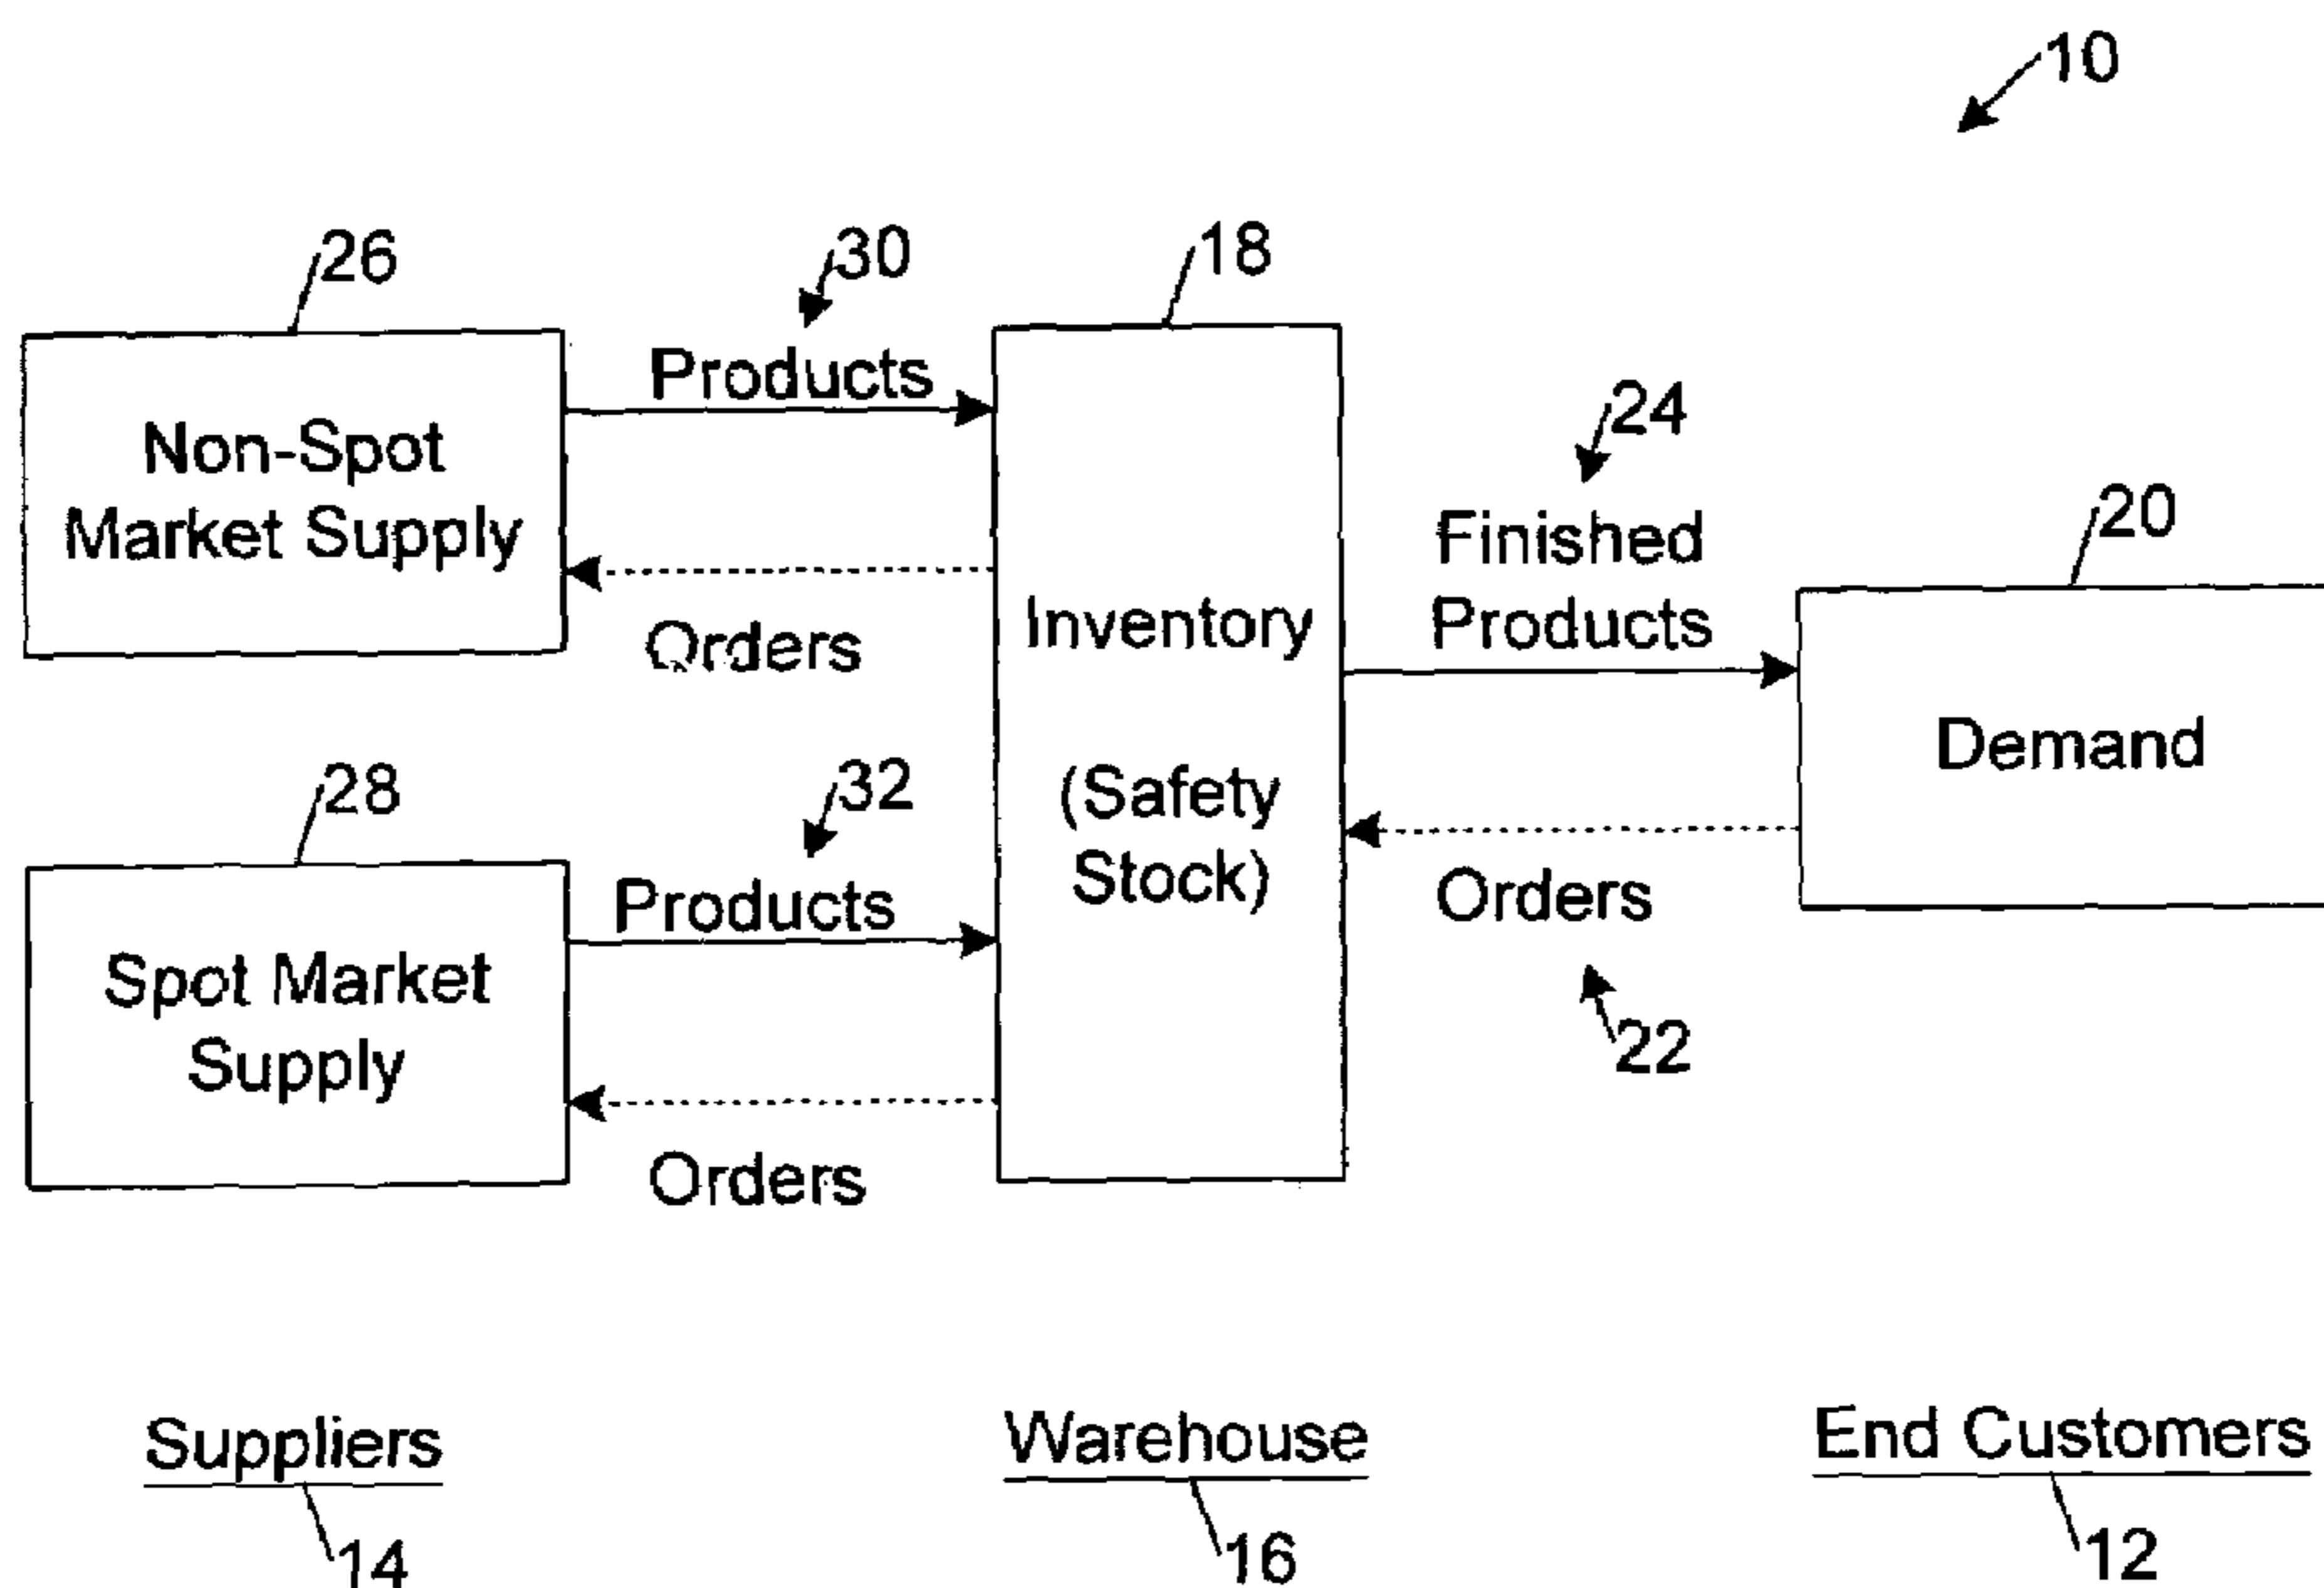 10
26
30
18
Products
24
Non-Spot
Market Supply
Finished
Products
20
Orders
Inventory
Demand
28
32
(Safety
Stock)
Products
Orders
Spot Market
Supply
22
Orders
Suppliers
Warehouse
End Customers
14
16
12